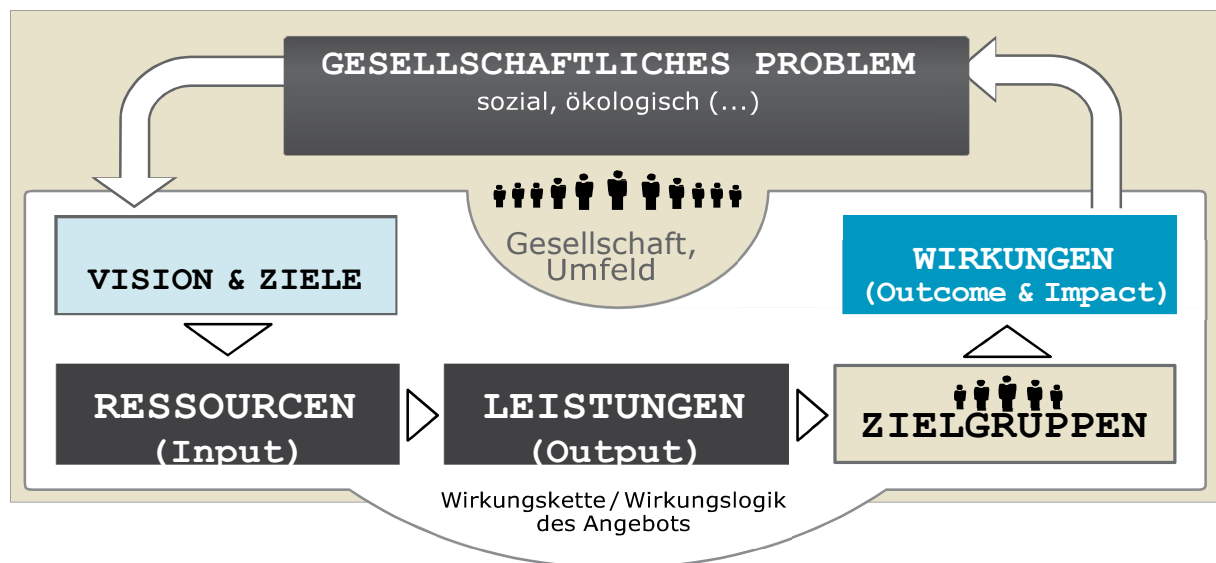 GESELLSCHAFTLICHES PROBLEM
sozial, ökologisch (...)
Gesellschaft,
Umfeld
VISION & ZIELE
WIRKUNGEN
(Outcome & Impact)
RESSOURCEN
(Input)
LEISTUNGEN
(Output)
ZIELGRUPPEN
Wirkungskette / Wirkungslogik
des Angebots